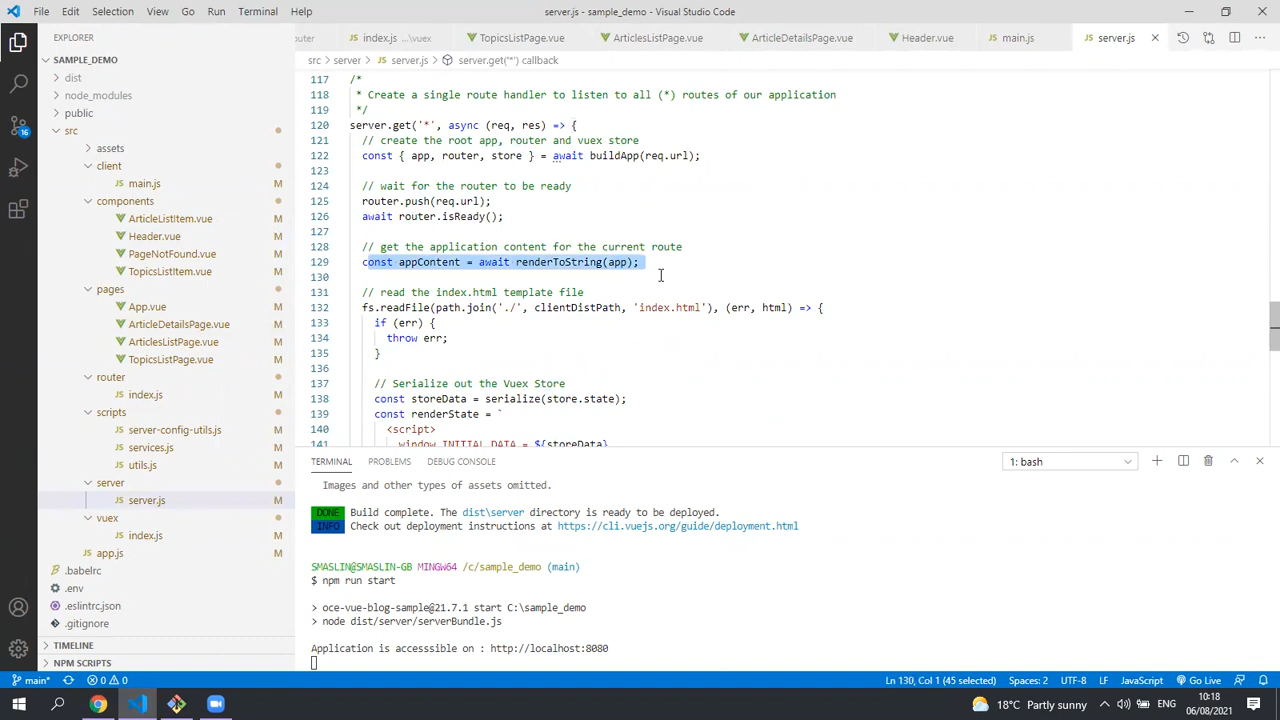 File Edit Selection View Go Run Terminal Help server.js - sample_demo - Visual Studio Code
EXPLORER
SAMPLE_DEMO
dist
node_modules
public
src
assets
client
main.js M
components
ArticleListItem.vue M
Header.vue M
PageNotFound.vue M
TopicsListItem.vue M
pages
App.vue M
ArticleDetailsPage.vue M
ArticlesListPage.vue M
TopicsListPage.vue M
router
index.js M
scripts
server-config-utils.js M
services.js M
utils.js M
server
server.js M
vuex
index.js M
app.js M
.babelrc
.env
.eslintrc.json
.gitignore
TIMELINE
NPM SCRIPTS
16
outer index.js ...\vuex TopicsListPage.vue ArticlesListPage.vue ArticleDetailsPage.vue Header.vue main.js server.js
src > server > server.js > server.get('*') callback
117 /*
118 * Create a single route handler to listen to all (*) routes of our application
119 */
120 server.get('*', async (req, res) => {
121 // create the root app, router and vuex store
122 const { app, router, store } = await buildApp(req.url);
123
124 // wait for the router to be ready
125 router.push(req.url);
126 await router.isReady();
127
128 // get the application content for the current route
129 const appContent = await renderToString(app);
130
131 // read the index.html template file
132 fs.readFile(path.join('./', clientDistPath, 'index.html'), (err, html) => {
133 if (err) {
134 throw err;
135 }
136
137 // Serialize out the Vuex Store
138 const storeData = serialize(store.state);
139 const renderState = `
140 <script>
141 window.INITIAL_DATA = ${storeData}
TERMINAL PROBLEMS DEBUG CONSOLE 1: bash
Images and other types of assets omitted.
DONE Build complete. The dist\server directory is ready to be deployed.
INFO Check out deployment instructions at https://cli.vuejs.org/guide/deployment.html
SMASLIN@SMASLIN-GB MINGW64 /c/sample_demo (main)
$ npm run start
> oce-vue-blog-sample@21.7.1 start C:\sample_demo
> node dist/server/serverBundle.js
Application is accesssible on : http://localhost:8080
main* 0 0 Ln 130, Col 1 (45 selected) Spaces: 2 UTF-8 LF JavaScript Go Live
18°C Partly sunny ENG 10:18
06/08/2021